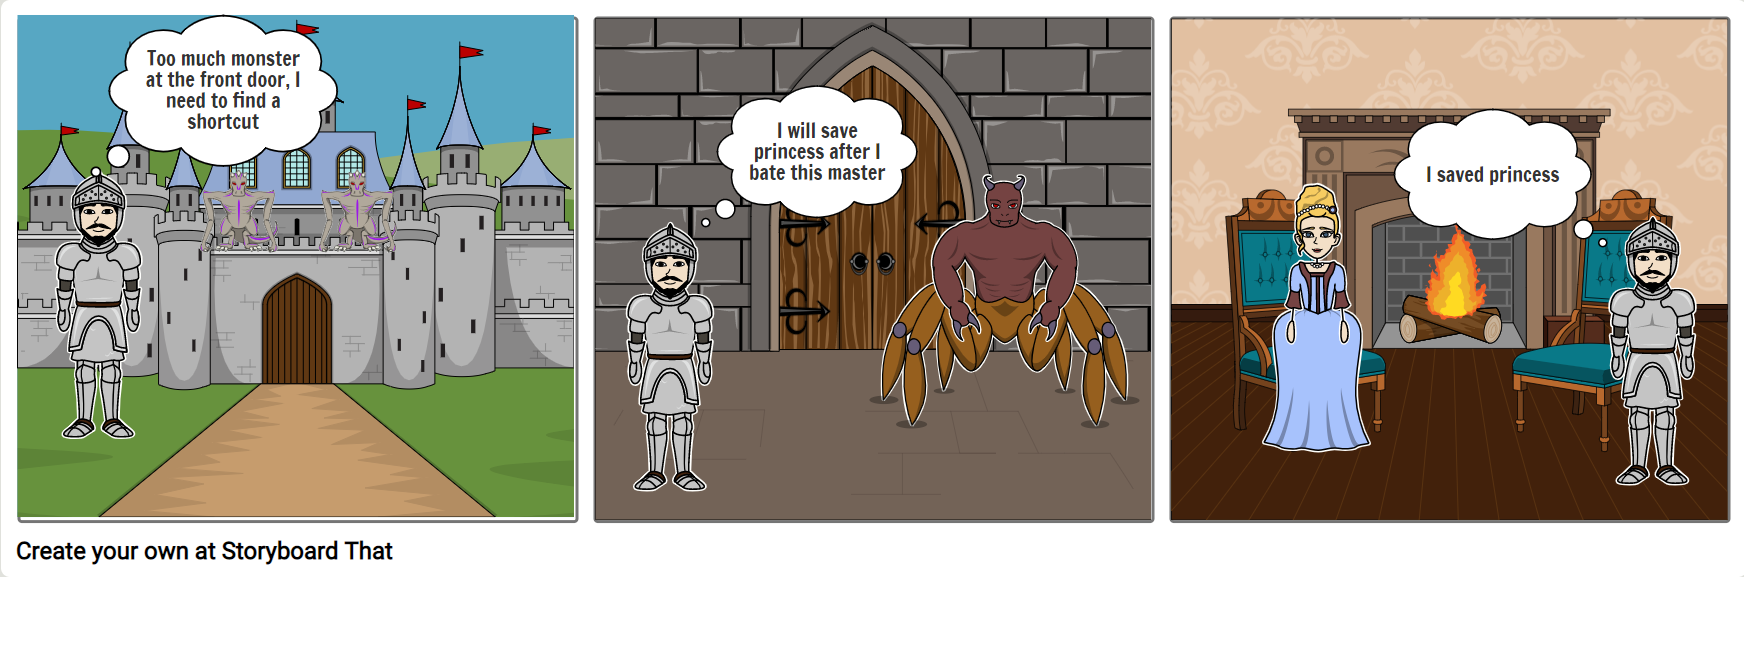 Too much monster
at the front door, I
need to find a
shortcut
I will save
princess after I
bate this master
I saved princess
Create your own at Storyboard That